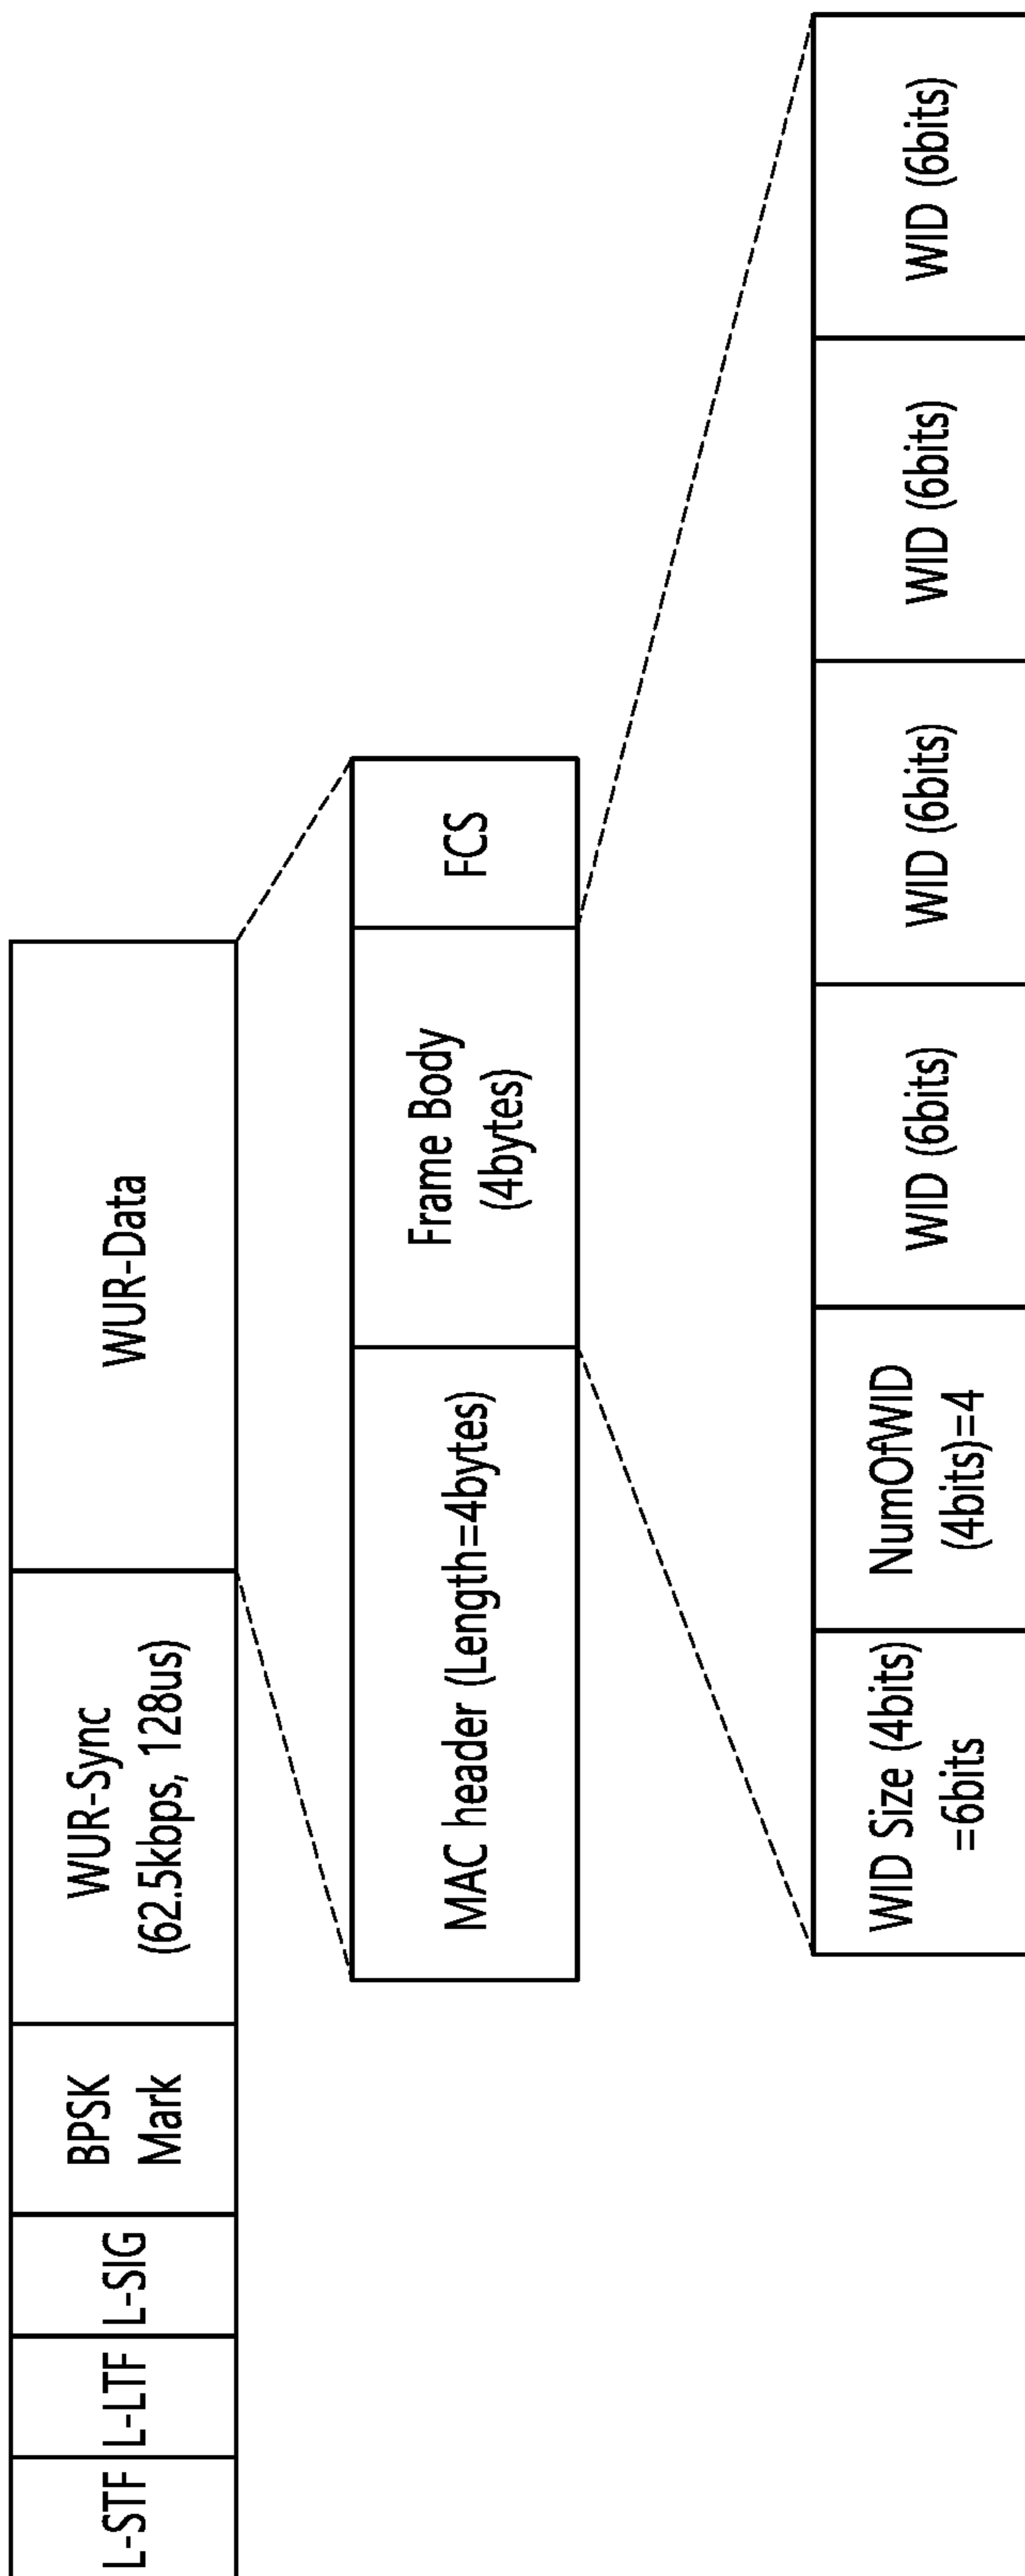 L-STF
L-LTF
L-SIG
BPSK
Mark
WUR-Sync
(62.5kbps, 128us)
WUR-Data
MAC header (Length=4bytes)
Frame Body
(4bytes)
FCS
WID Size (4bits)
=6bits
NumOfWID
(4bits)=4
WID (6bits)
WID (6bits)
WID (6bits)
WID (6bits)